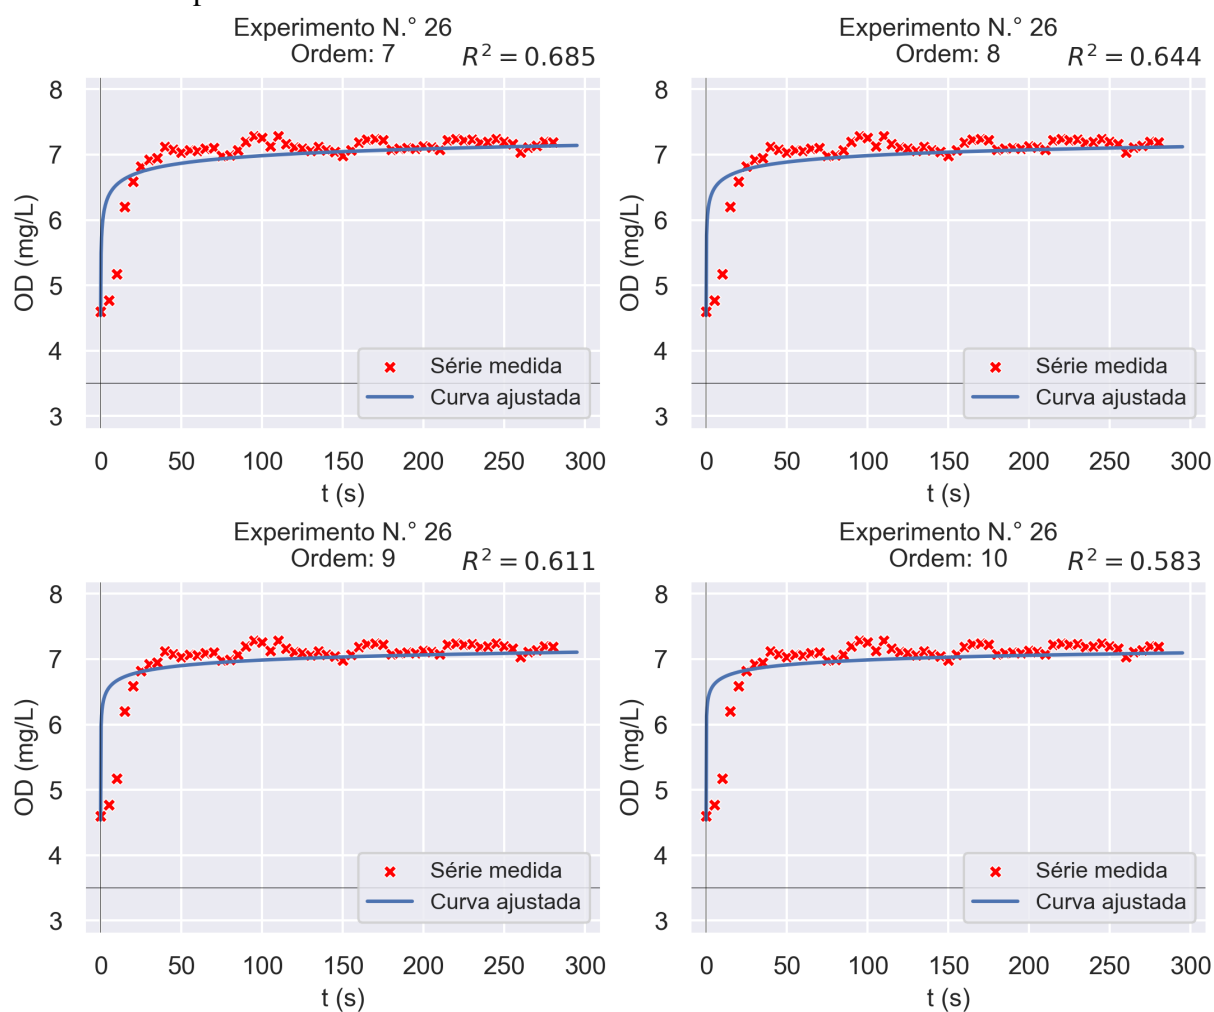 Experimento N.° 26
Ordem: 7 R² = 0.685
8
7
6
5
4
3
OD (mg/L)
Série medida
Curva ajustada
0 50 100 150 200 250 300
t (s)
Experimento N.° 26
Ordem: 8 R² = 0.644
8
7
6
5
4
3
OD (mg/L)
Série medida
Curva ajustada
0 50 100 150 200 250 300
t (s)
Experimento N.° 26
Ordem: 9 R² = 0.611
8
7
6
5
4
3
OD (mg/L)
Série medida
Curva ajustada
0 50 100 150 200 250 300
t (s)
Experimento N.° 26
Ordem: 10 R² = 0.583
8
7
6
5
4
3
OD (mg/L)
Série medida
Curva ajustada
0 50 100 150 200 250 300
t (s)